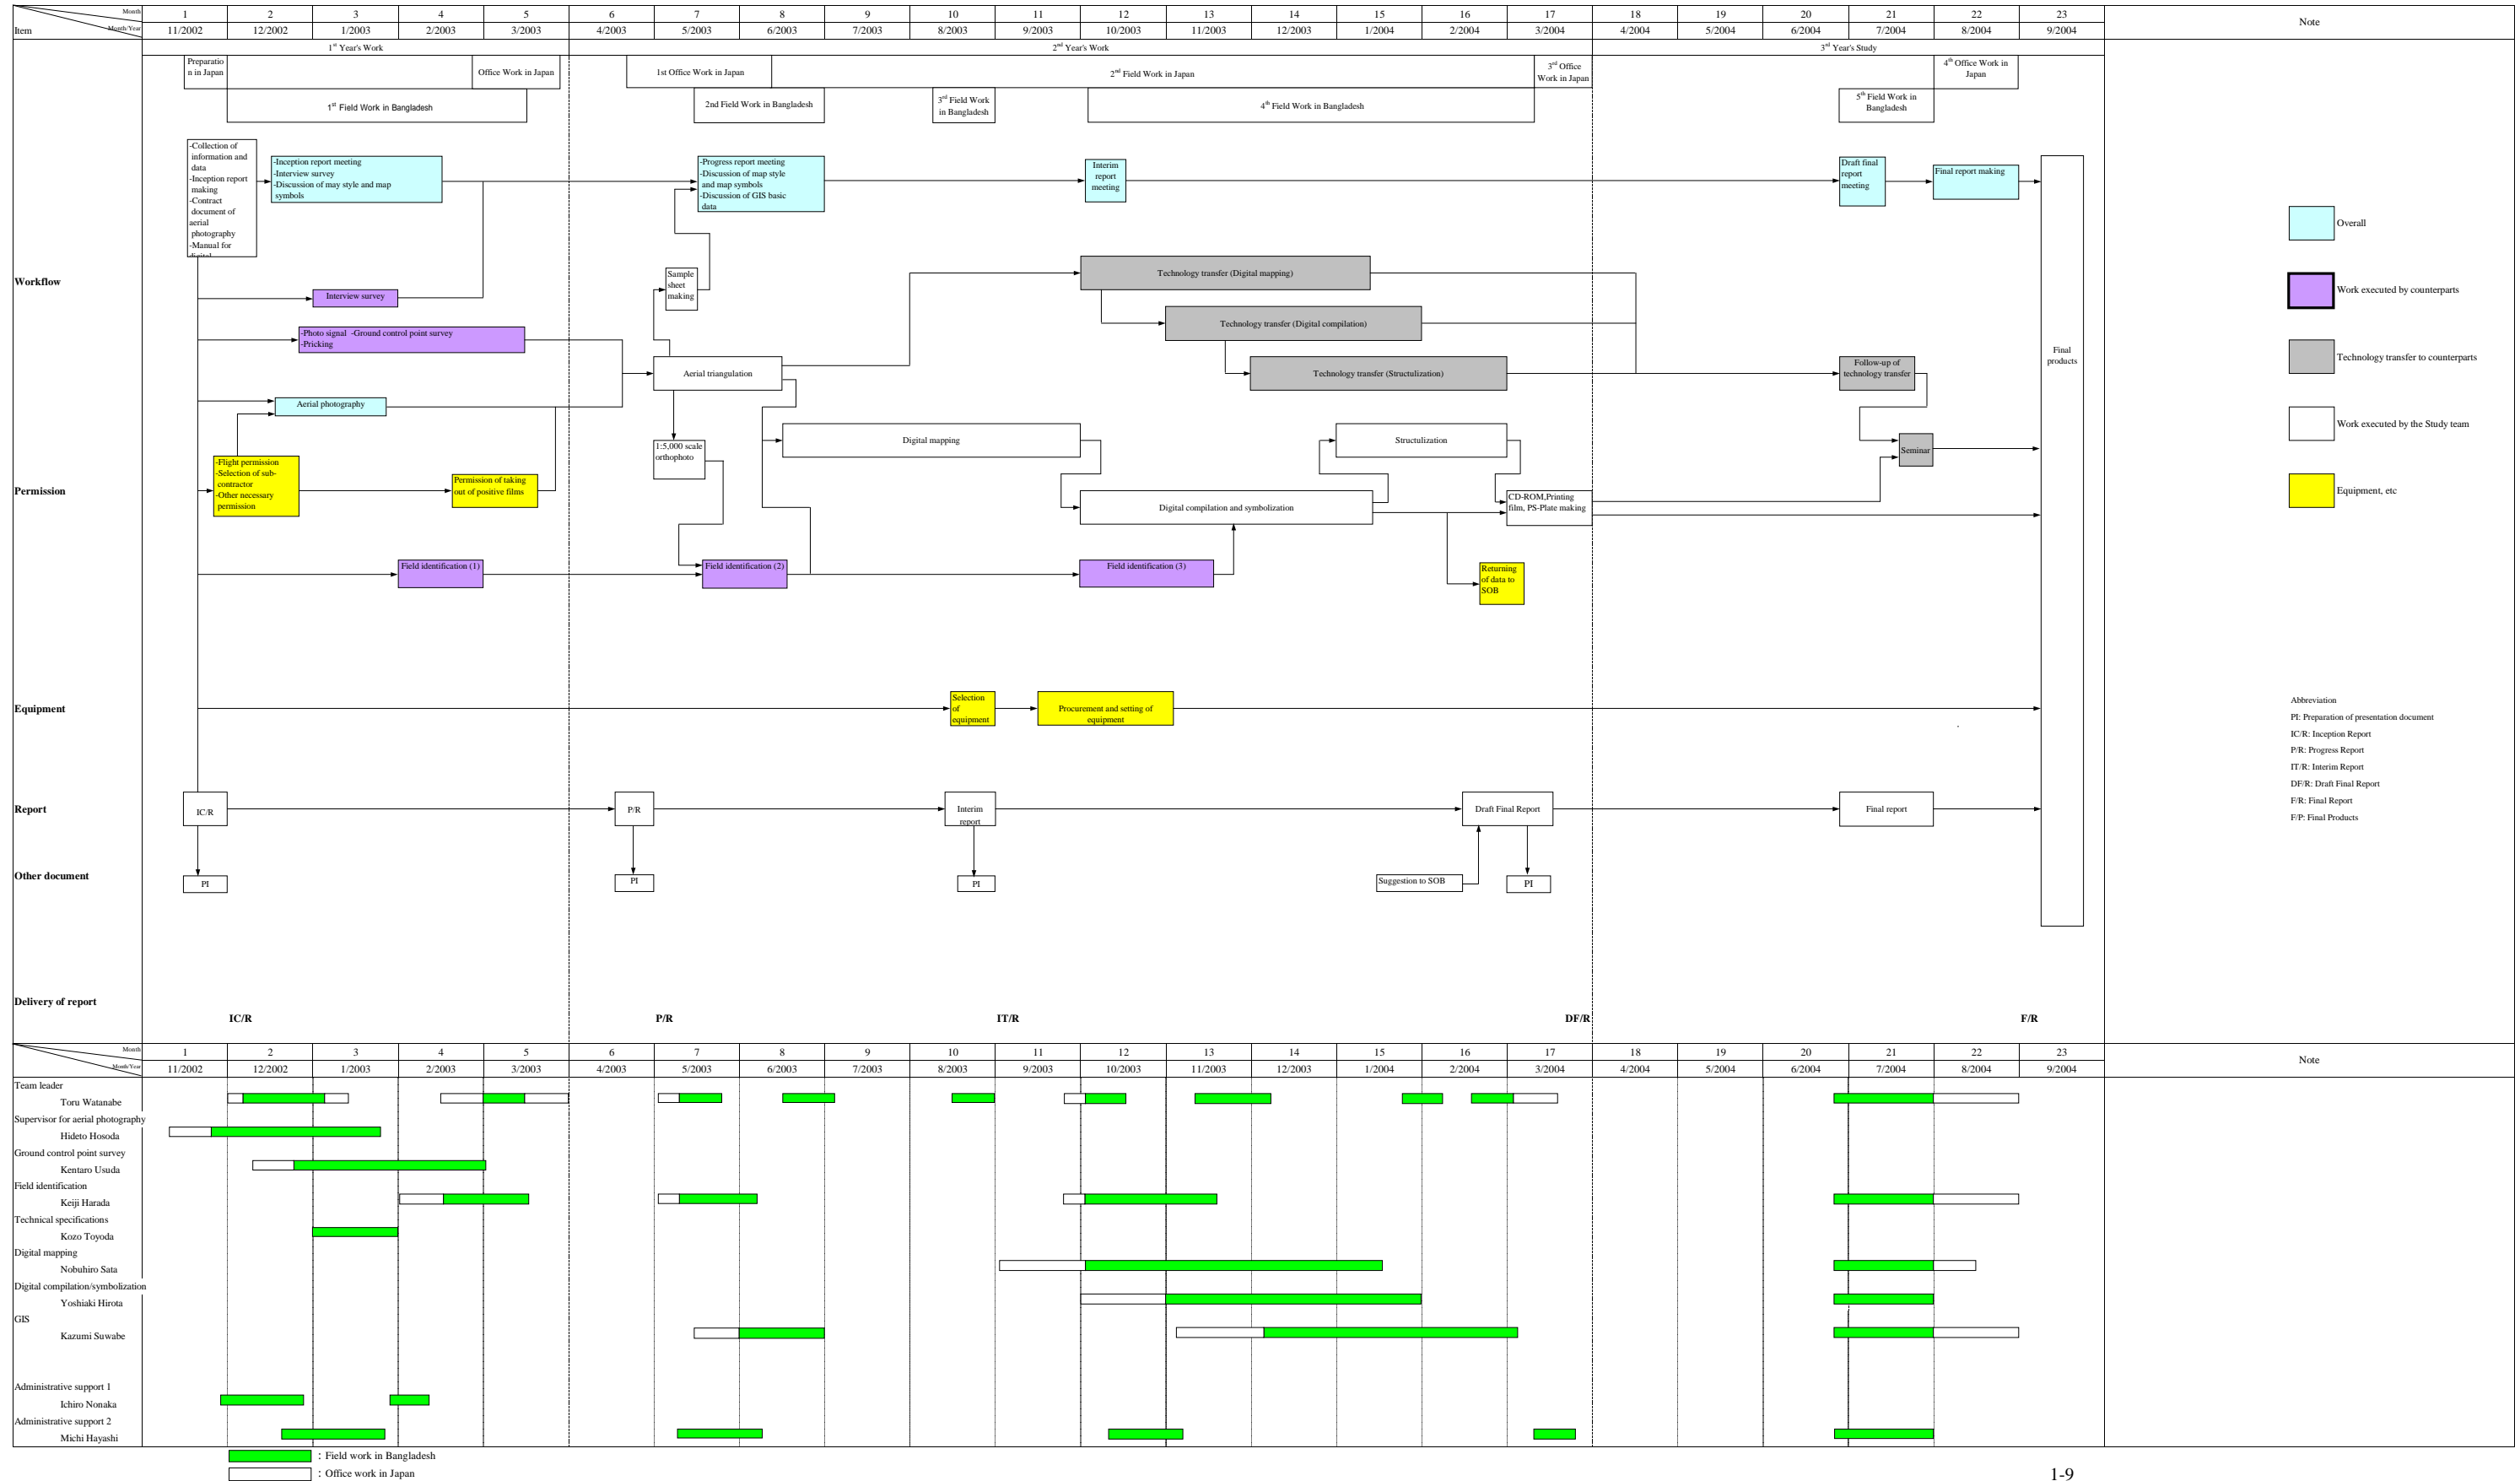 Month
1 2 3 4 5 6 7 8 9 10 11 12 13 14 15 16 17 18 19 20 21 22 23
Note
Item
Month/Year
11/2002 12/2002 1/2003 2/2003 3/2003 4/2003 5/2003 6/2003 7/2003 8/2003 9/2003 10/2003 11/2003 12/2003 1/2004 2/2004 3/2004 4/2004 5/2004 6/2004 7/2004 8/2004 9/2004
1st Year's Work
2nd Year's Work
3rd Year's Study
Preparatio
n in Japan
Office Work in Japan
1st Office Work in Japan
2nd Field Work in Japan
3rd Office
Work in Japan
4th Office Work in
Japan
1st Field Work in Bangladesh
2nd Field Work in Bangladesh
3rd Field Work
in Bangladesh
4th Field Work in Bangladesh
5th Field Work in
Bangladesh
Workflow
-Collection of
information and
data
-Inception report
making
-Contract
document of
aerial
photography
-Manual for
-Inception report meeting
-Interview survey
-Discussion of may style and map
symbols
-Progress report meeting
-Discussion of map style
and map symbols
-Discussion of GIS basic
data
Interim
report
meeting
Draft final
report
meeting
Final report making
Final
products
Interview survey
Sample
sheet
making
Technology transfer (Digital mapping)
-Photo signal -Ground control point survey
-Pricking
Technology transfer (Digital compilation)
Aerial triangulation
Technology transfer (Structulization)
Follow-up of
technology transfer
Aerial photography
1:5,000 scale
orthophoto
Digital mapping
Structulization
Seminar
Permission
-Flight permission
-Selection of sub-
contractor
-Other necessary
permission
Permission of taking
out of positive films
Digital compilation and symbolization
CD-ROM,Printing
film, PS-Plate making
Field identification (1)
Field identification (2)
Field identification (3)
Returning
of data to
SOB
Equipment
Selection
of
equipment
Procurement and setting of
equipment
Report
IC/R
P/R
Interim
report
Draft Final Report
Final report
Other document
PI
PI
PI
Suggestion to SOB
PI
Delivery of report
IC/R
P/R
IT/R
DF/R
F/R
Overall
Work executed by counterparts
Technology transfer to counterparts
Work executed by the Study team
Equipment, etc
Abbreviation
PI: Preparation of presentation document
IC/R: Inception Report
P/R: Progress Report
IT/R: Interim Report
DF/R: Draft Final Report
F/R: Final Report
F/P: Final Products
Month
1 2 3 4 5 6 7 8 9 10 11 12 13 14 15 16 17 18 19 20 21 22 23
Note
Month/Year
11/2002 12/2002 1/2003 2/2003 3/2003 4/2003 5/2003 6/2003 7/2003 8/2003 9/2003 10/2003 11/2003 12/2003 1/2004 2/2004 3/2004 4/2004 5/2004 6/2004 7/2004 8/2004 9/2004
Team leader
Toru Watanabe
Supervisor for aerial photography
Hideto Hosoda
Ground control point survey
Kentaro Usuda
Field identification
Keiji Harada
Technical specifications
Kozo Toyoda
Digital mapping
Nobuhiro Sata
Digital compilation/symbolization
Yoshiaki Hirota
GIS
Kazumi Suwabe
Administrative support 1
Ichiro Nonaka
Administrative support 2
Michi Hayashi
: Field work in Bangladesh
: Office work in Japan
1-9